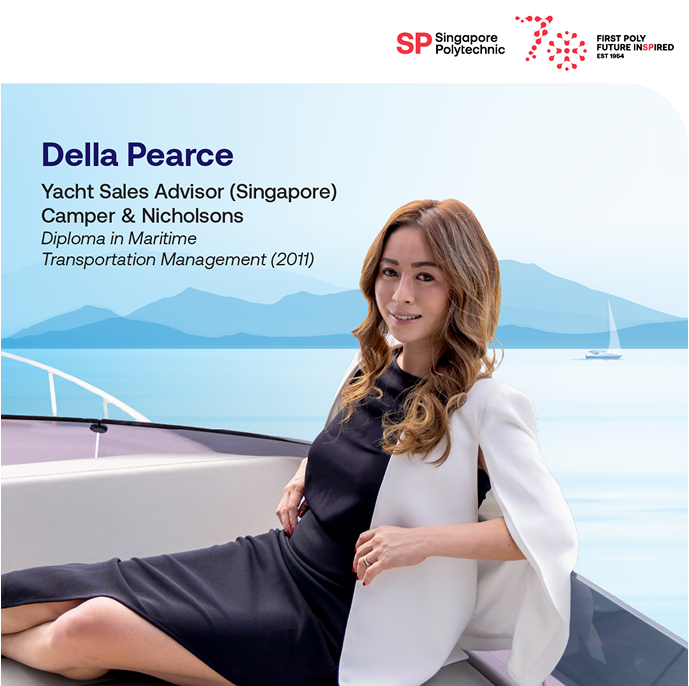 SP Singapore
Polytechnic
70
FIRST POLY
FUTURE INSPIRED
EST 1954
Della Pearce
Yacht Sales Advisor (Singapore)
Camper & Nicholsons
Diploma in Maritime
Transportation Management (2011)